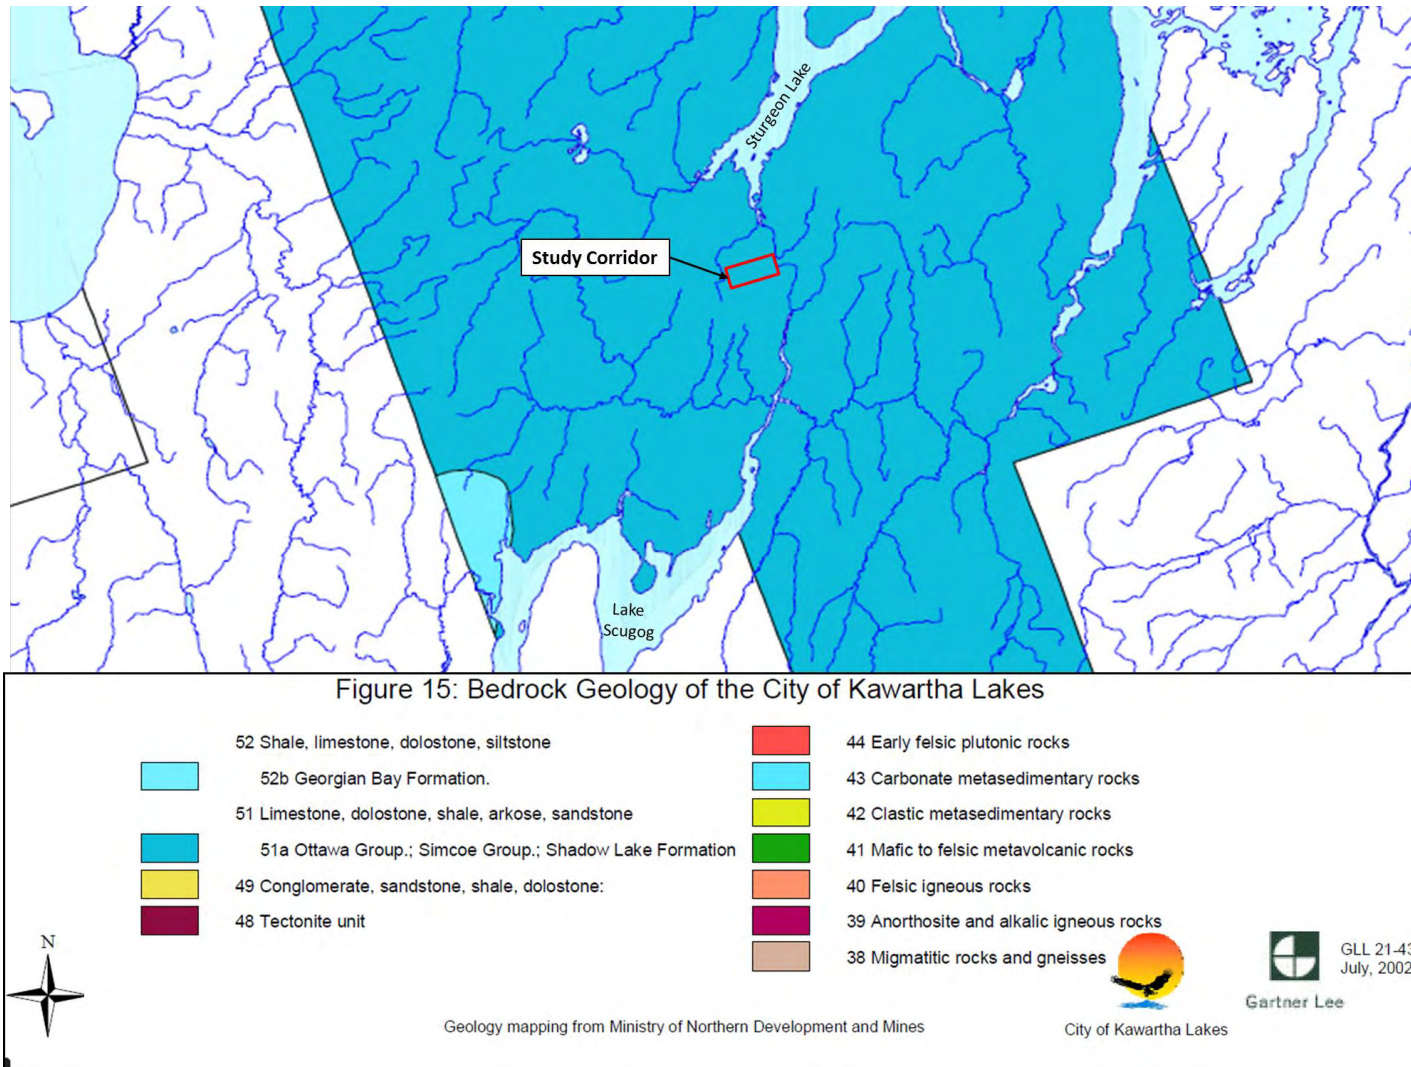 Sturgeon Lake
Study Corridor
Lake
Scugog
Figure 15: Bedrock Geology of the City of Kawartha Lakes
52 Shale, limestone, dolostone, siltstone
52b Georgian Bay Formation.
51 Limestone, dolostone, shale, arkose, sandstone
51a Ottawa Group.; Simcoe Group.; Shadow Lake Formation
49 Conglomerate, sandstone, shale, dolostone:
48 Tectonite unit
44 Early felsic plutonic rocks
43 Carbonate metasedimentary rocks
42 Clastic metasedimentary rocks
41 Mafic to felsic metavolcanic rocks
40 Felsic igneous rocks
39 Anorthosite and alkalic igneous rocks
38 Migmatitic rocks and gneisses
N
Geology mapping from Ministry of Northern Development and Mines
City of Kawartha Lakes
Gartner Lee
GLL 21-43
July, 2002